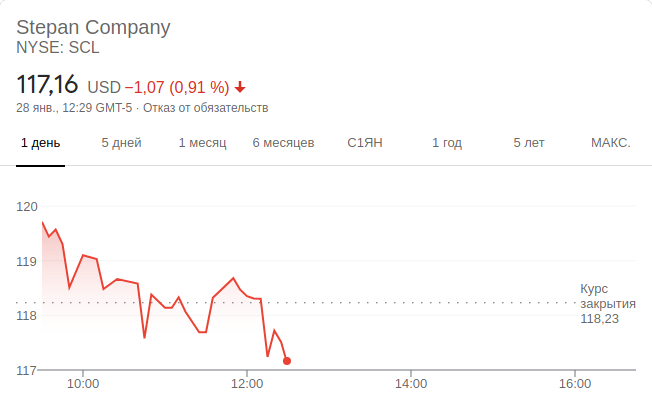 Stepan Company
NYSE: SCL
117,16 USD −1,07 (0,91 %)
28 янв., 12:29 GMT-5 · Отказ от обязательств
1 день 5 дней 1 месяц 6 месяцев С1ЯН 1 год 5 лет МАКС.
120
119
Курс
закрытия
118,23
118
117
10:00 12:00 14:00 16:00